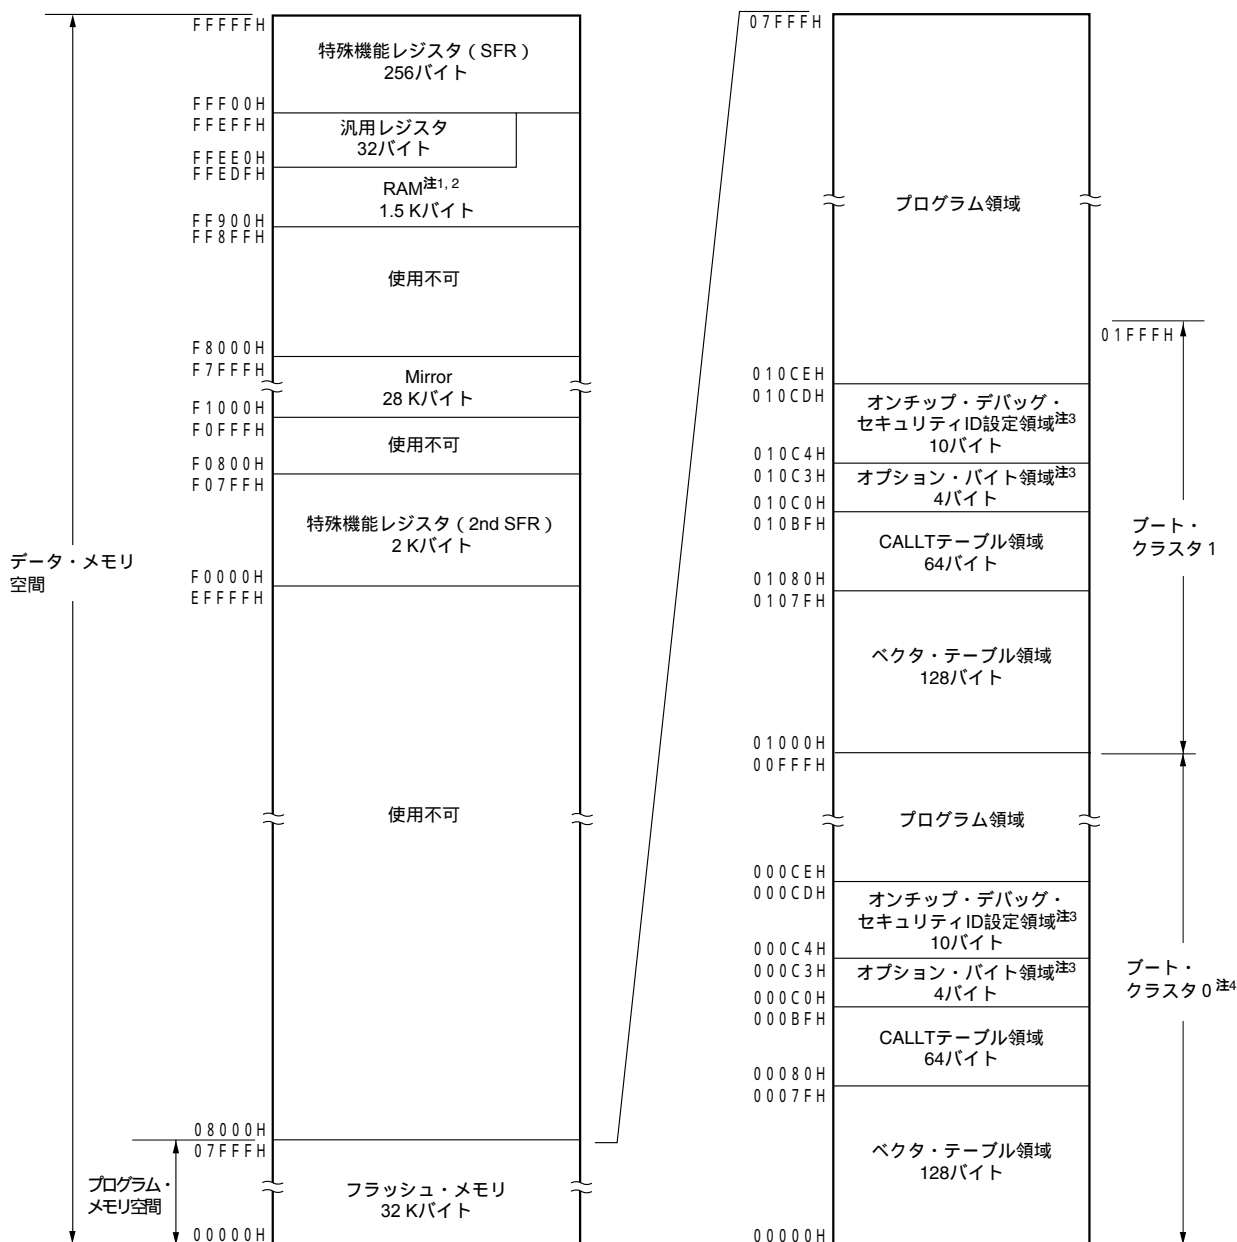 FFFFFH
特殊機能レジスタ（SFR）
256バイト
FFF00H
FFEFFH
汎用レジスタ
32バイト
FFEE0H
FFEDFH
RAM注1, 2
1.5 Kバイト
FF900H
FF8FFH
使用不可
F8000H
F7FFFH
Mirror
28 Kバイト
F1000H
F0FFFH
使用不可
F0800H
F07FFH
特殊機能レジスタ（2nd SFR）
2 Kバイト
データ・メモリ
空間
F0000H
EFFFFH
使用不可
08000H
07FFFH
プログラム・
メモリ空間
フラッシュ・メモリ
32 Kバイト
00000H
07FFFH
プログラム領域
01FFFH
010CEH
010CDH
オンチップ・デバッグ・
セキュリティID設定領域注3
10バイト
010C4H
010C3H
オプション・バイト領域注3
4バイト
010C0H
010BFH
CALLTテーブル領域
64バイト
ブート・
クラスタ1
01080H
0107FH
ベクタ・テーブル領域
128バイト
01000H
00FFFH
プログラム領域
000CEH
000CDH
オンチップ・デバッグ・
セキュリティID設定領域注3
10バイト
000C4H
000C3H
オプション・バイト領域注3
4バイト
ブート・
クラスタ0注4
000C0H
000BFH
CALLTテーブル領域
64バイト
00080H
0007FH
ベクタ・テーブル領域
128バイト
00000H